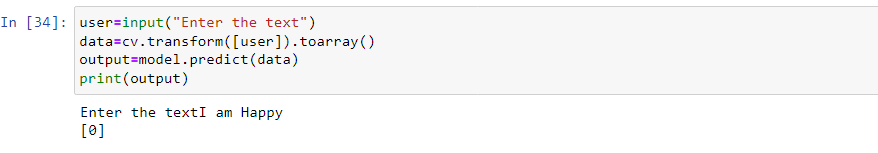 In [34]: user=input("Enter the text")
data=cv.transform([user]).toarray()
output=model.predict(data)
print(output)
Enter the textI am Happy
[0]